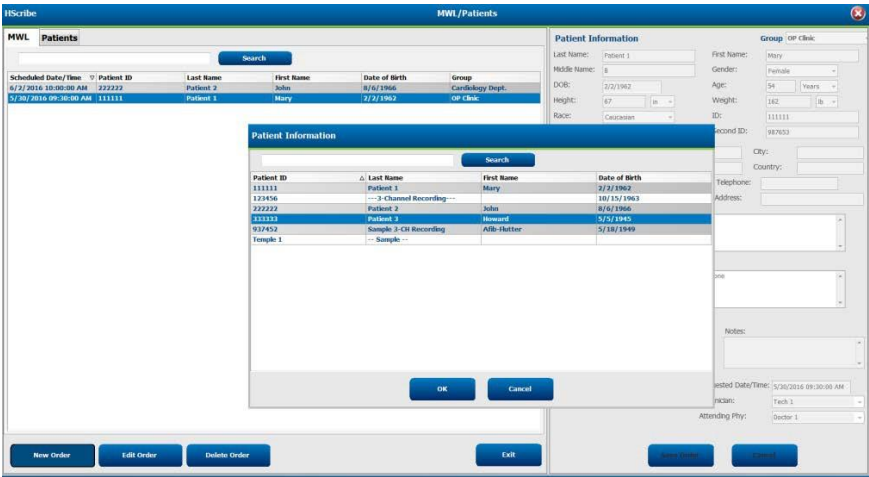 HScribe MWL/Patients
MWL Patients
Search
Scheduled Date/Time Patient ID Last Name First Name Date of Birth Group
6/2/2016 10:00:00 AM 222222 Patient 2 John 8/6/1966 Cardiology Dept.
5/30/2016 09:30:00 AM 111111 Patient 1 Mary 2/2/1962 OP Clinic
Patient Information Group OP Clinic
Last Name: Patient 1 First Name: Mary
Middle Name: B Gender: Female
DOB: 2/2/1962 Age: 54 Years
Height: 67 in Weight: 162 lb
Race: Caucasian ID: 111111
Second ID: 987653
City:
Country:
Telephone:
Address:
Notes:
ested Date/Time: 5/30/2016 09:30:00 AM
nician: Tech 1
Attending Phy: Doctor 1
Patient Information
Search
Patient ID Last Name First Name Date of Birth
111111 Patient 1 Mary 2/2/1962
123456 ---3-Channel Recording--- 10/15/1963
222222 Patient 2 John 8/6/1966
333333 Patient 3 Howard 5/5/1945
937452 Sample 3-CH Recording Afib-Flutter 5/18/1949
Temple 1 -- Sample --
OK Cancel
New Order Edit Order Delete Order Exit Save Order Cancel